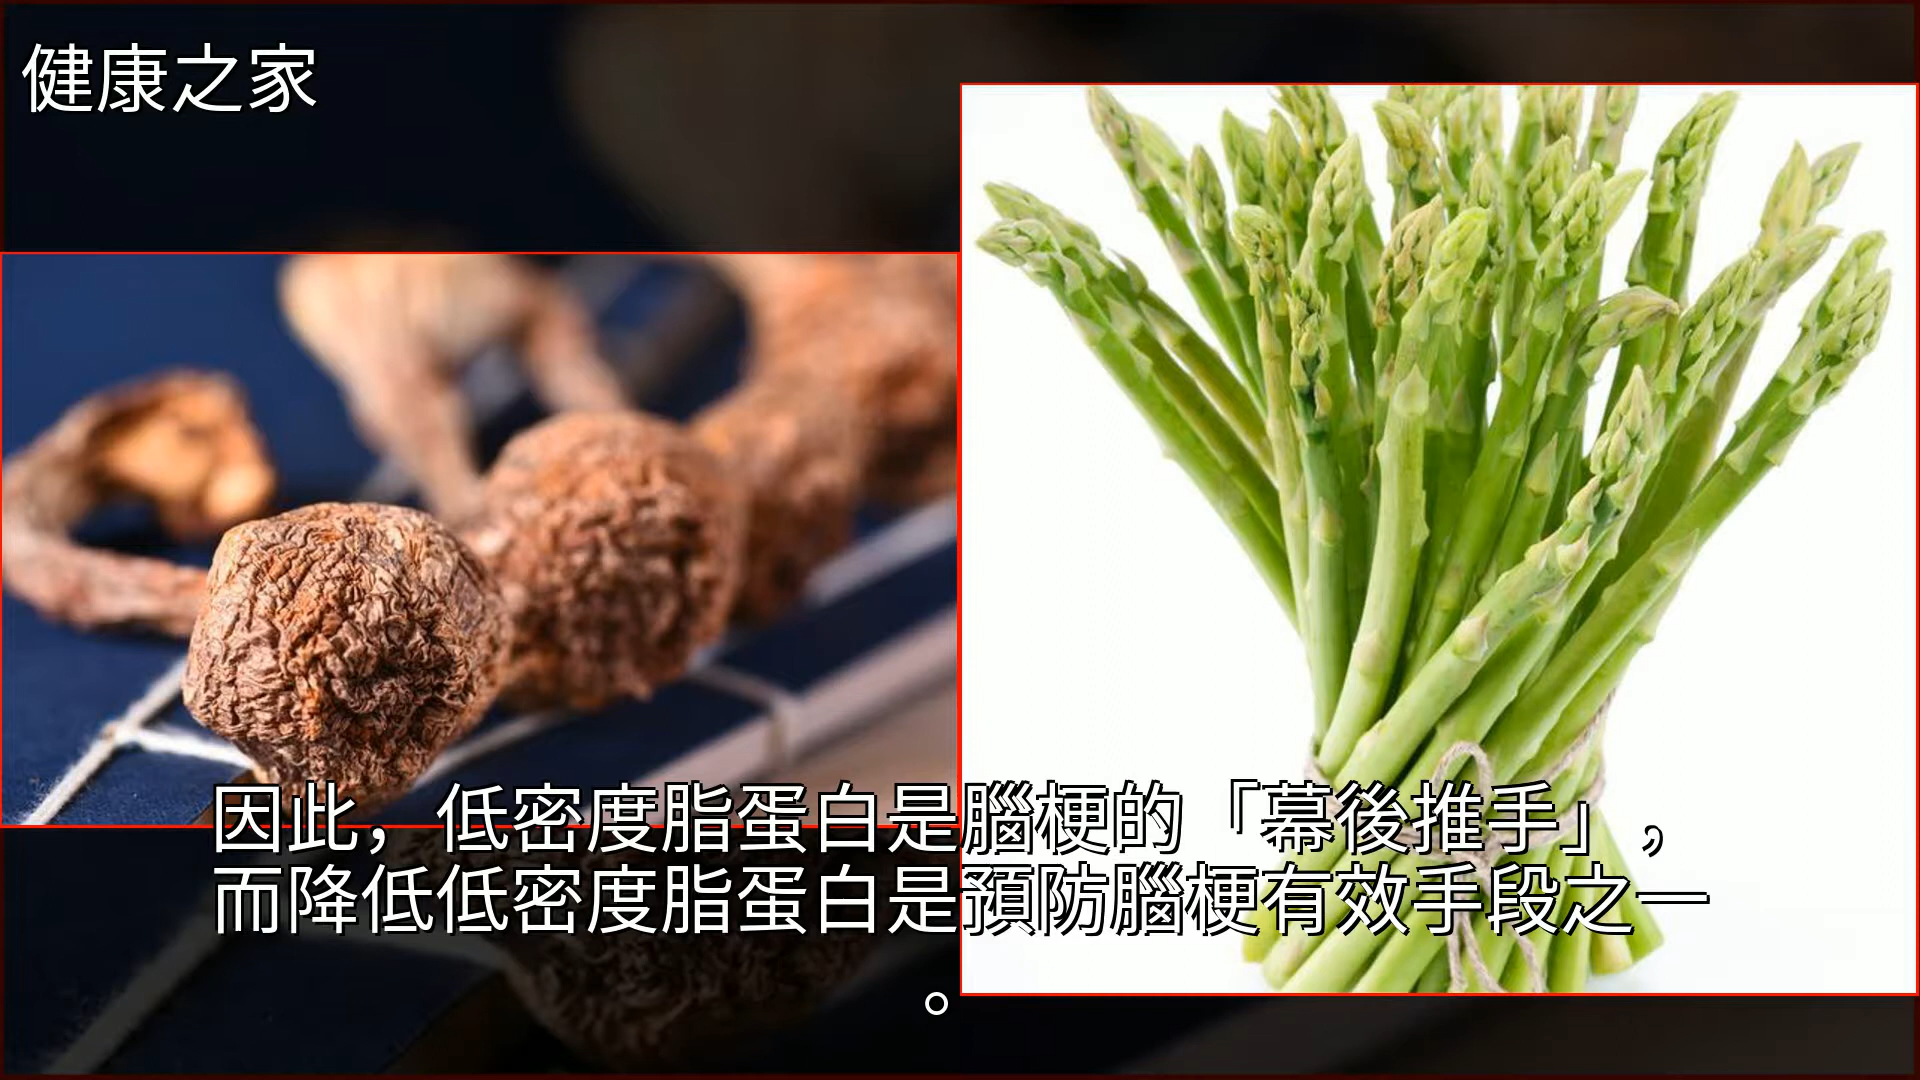 健康之家
因此，低密度脂蛋白是腦梗的「幕後推手」，
而降低低密度脂蛋白是預防腦梗有效手段之一
。